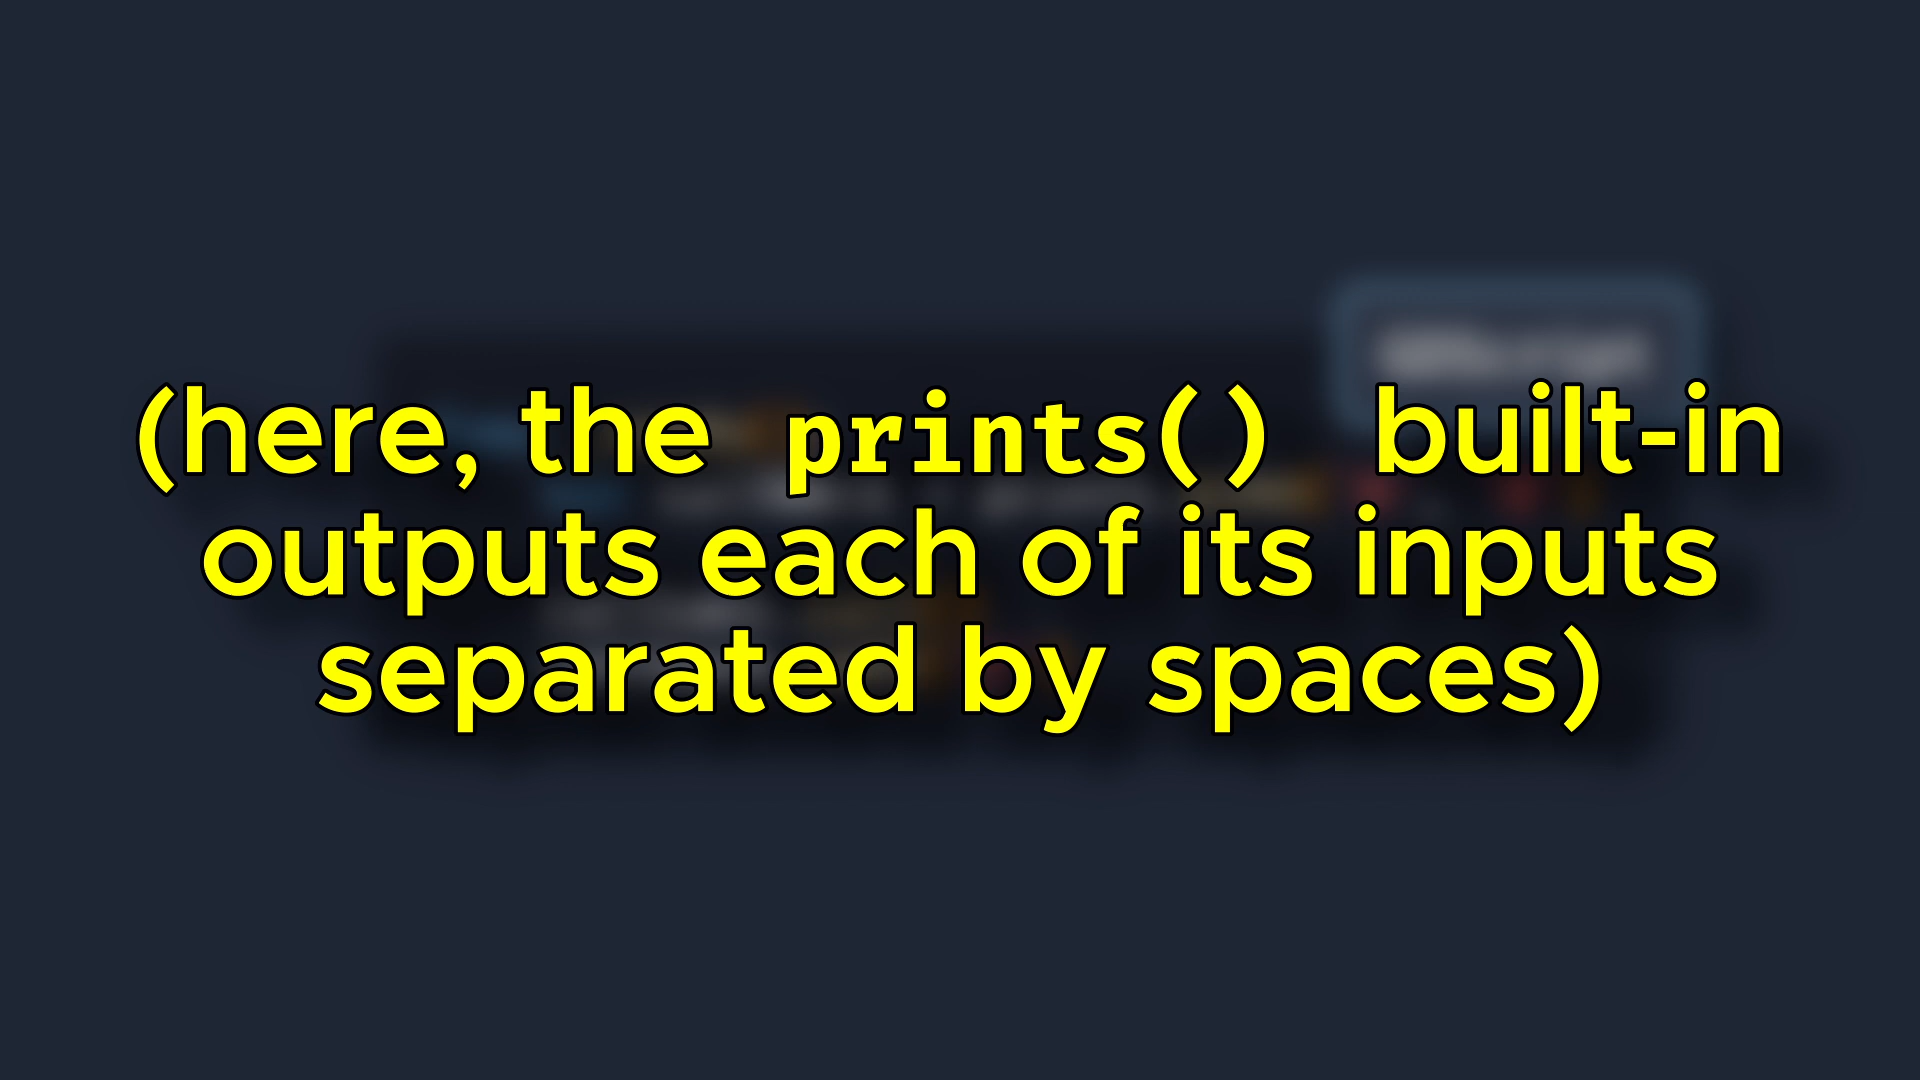 (here, the prints() built-in
outputs each of its inputs
separated by spaces)